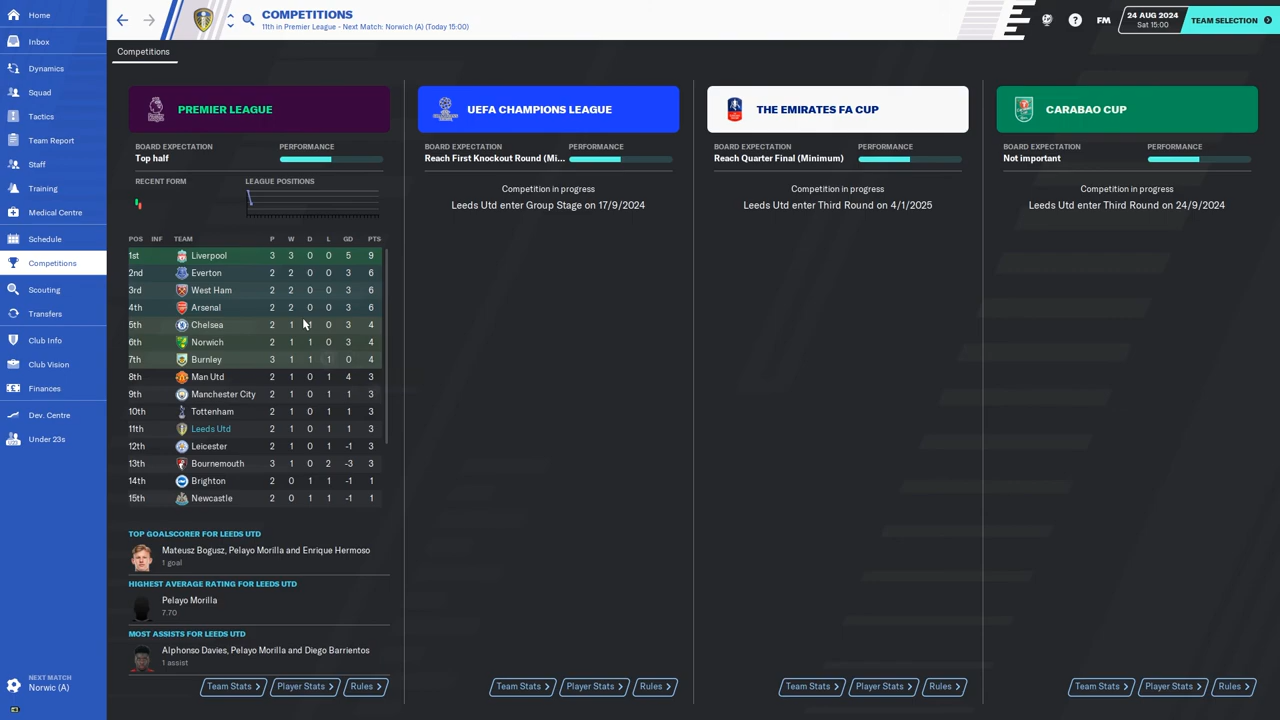 Home
Inbox
Dynamics
Squad
Tactics
Team Report
Staff
Training
Medical Centre
Schedule
Competitions
Scouting
Transfers
Club Info
Club Vision
Finances
Dev. Centre
Under 23s
NEXT MATCH
Norwic (A)
COMPETITIONS
11th in Premier League - Next Match: Norwich (A) (Today 15:00)
?
FM
24 AUG 2024
Sat 15:00
TEAM SELECTION
Competitions
PREMIER LEAGUE
BOARD EXPECTATION PERFORMANCE
Top half
RECENT FORM LEAGUE POSITIONS
POS INF TEAM P W D L GD PTS
1st Liverpool 3 3 0 0 5 9
2nd Everton 2 2 0 0 3 6
3rd West Ham 2 2 0 0 3 6
4th Arsenal 2 2 0 0 3 6
5th Chelsea 2 1 1 0 3 4
6th Norwich 2 1 1 0 3 4
7th Burnley 3 1 1 1 0 4
8th Man Utd 2 1 0 1 4 3
9th Manchester City 2 1 0 1 1 3
10th Tottenham 2 1 0 1 1 3
11th Leeds Utd 2 1 0 1 1 3
12th Leicester 2 1 0 1 -1 3
13th Bournemouth 3 1 0 2 -3 3
14th Brighton 2 0 1 1 -1 1
15th Newcastle 2 0 1 1 -1 1
TOP GOALSCORER FOR LEEDS UTD
Mateusz Bogusz, Pelayo Morilla and Enrique Hermoso
1 goal
HIGHEST AVERAGE RATING FOR LEEDS UTD
Pelayo Morilla
7.70
MOST ASSISTS FOR LEEDS UTD
Alphonso Davies, Pelayo Morilla and Diego Barrientos
1 assist
Team Stats Player Stats Rules
UEFA CHAMPIONS LEAGUE
BOARD EXPECTATION PERFORMANCE
Reach First Knockout Round (Mi...
Competition in progress
Leeds Utd enter Group Stage on 17/9/2024
Team Stats Player Stats Rules
THE EMIRATES FA CUP
BOARD EXPECTATION PERFORMANCE
Reach Quarter Final (Minimum)
Competition in progress
Leeds Utd enter Third Round on 4/1/2025
Team Stats Player Stats Rules
CARABAO CUP
BOARD EXPECTATION PERFORMANCE
Not important
Competition in progress
Leeds Utd enter Third Round on 24/9/2024
Team Stats Player Stats Rules